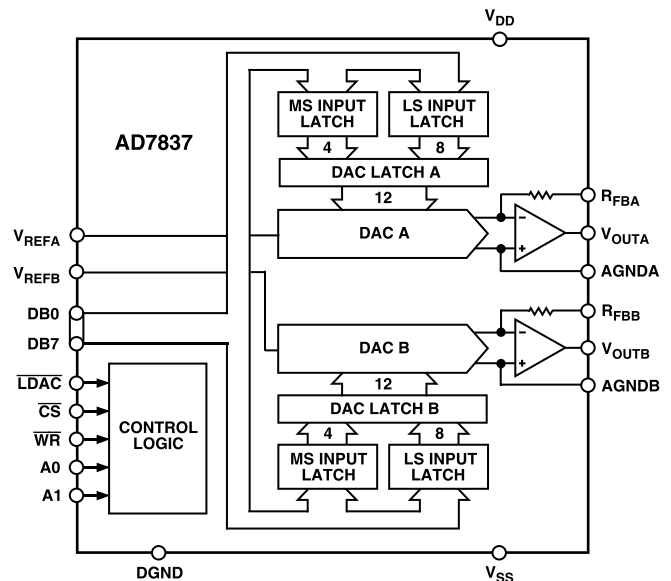 VDD
MS INPUT LATCH
LS INPUT LATCH
AD7837
4
8
DAC LATCH A
12
RFBA
DAC A
VREFA
VOUTA
VREFB
AGNDA
DB0
RFBB
DB7
DAC B
VOUTB
LDAC
12
AGNDB
CS
DAC LATCH B
CONTROL LOGIC
WR
4
8
A0
MS INPUT LATCH
LS INPUT LATCH
A1
DGND
VSS